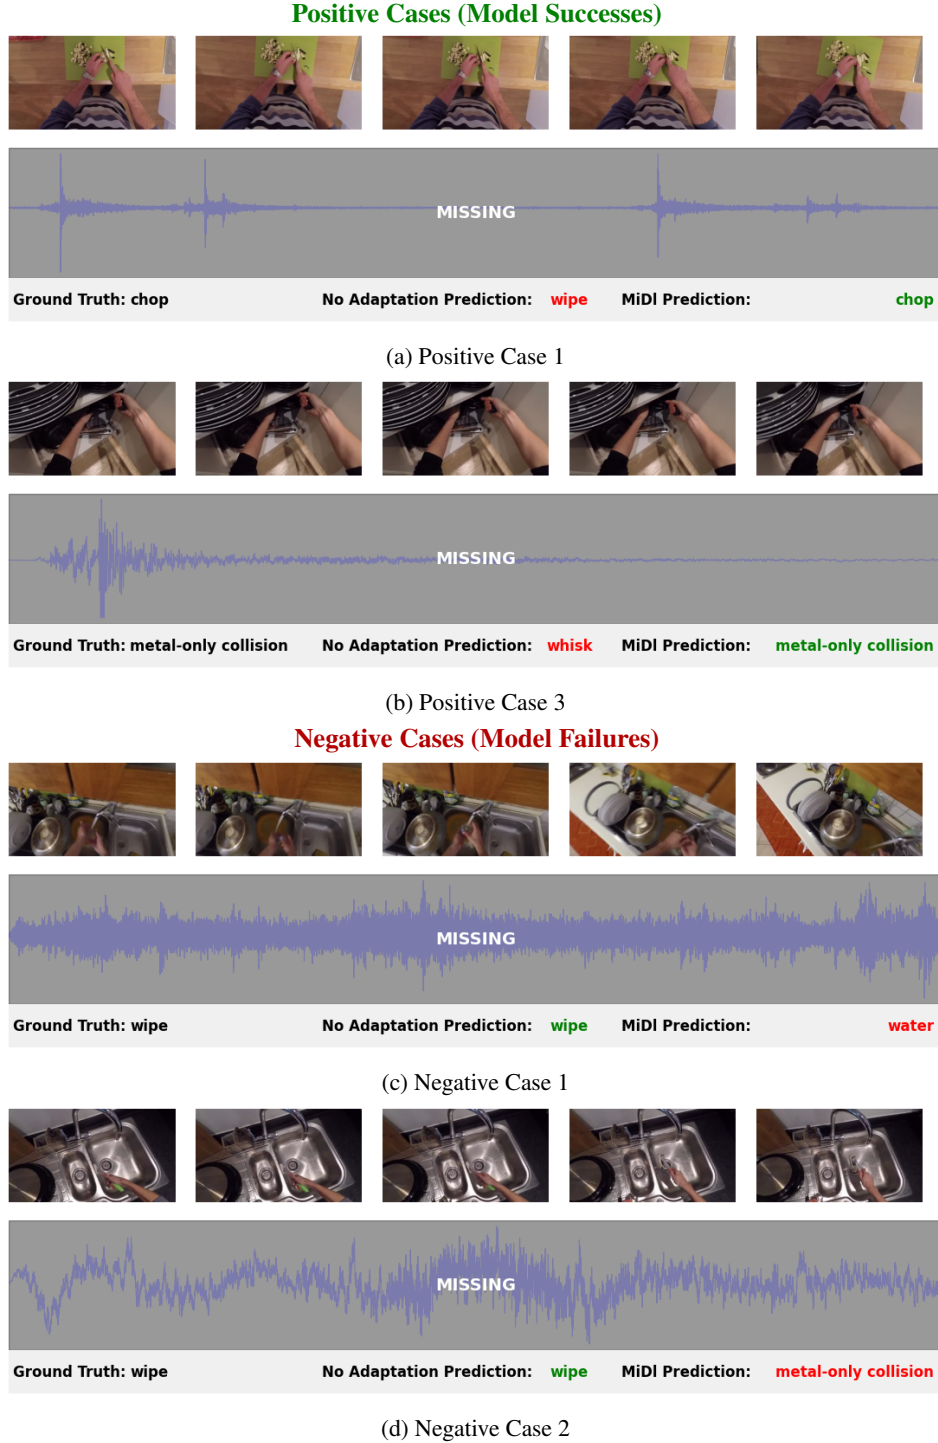 Positive Cases (Model Successes)
MISSING
Ground Truth: chop No Adaptation Prediction: wipe MiDl Prediction: chop
(a) Positive Case 1
MISSING
Ground Truth: metal-only collision No Adaptation Prediction: whisk MiDl Prediction: metal-only collision
(b) Positive Case 3
Negative Cases (Model Failures)
MISSING
Ground Truth: wipe No Adaptation Prediction: wipe MiDl Prediction: water
(c) Negative Case 1
MISSING
Ground Truth: wipe No Adaptation Prediction: wipe MiDl Prediction: metal-only collision
(d) Negative Case 2